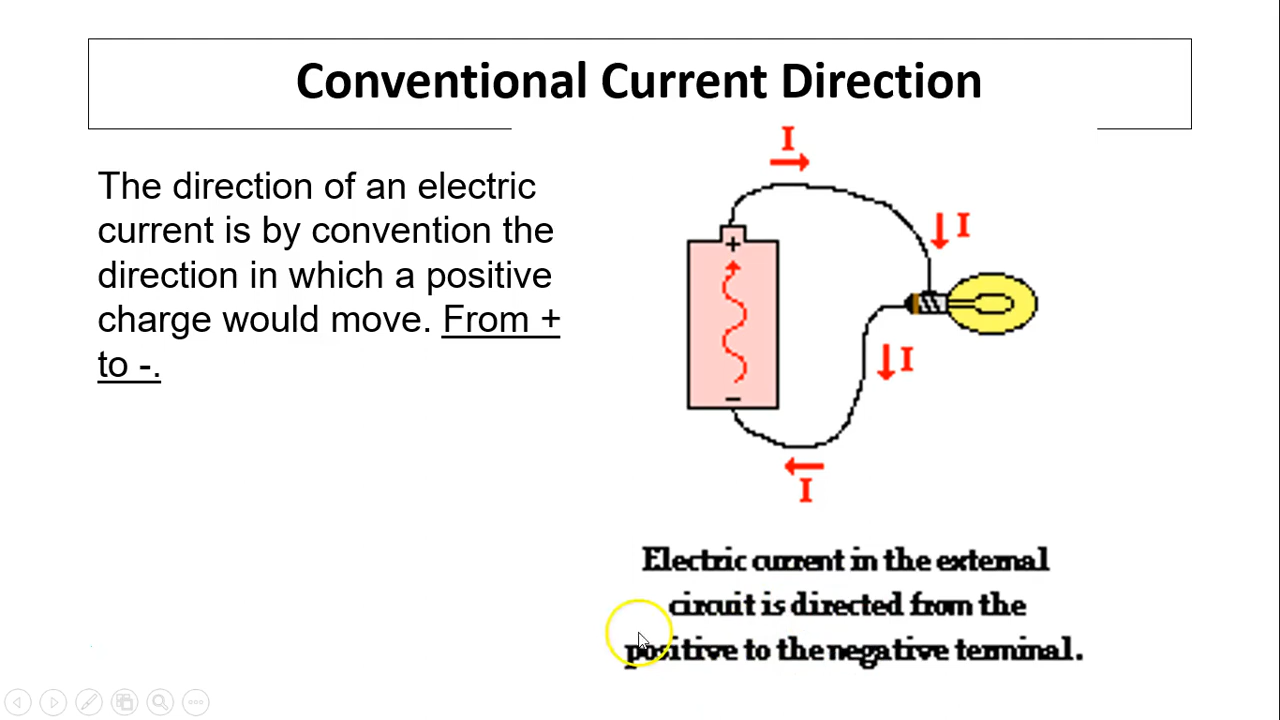 Conventional Current Direction
The direction of an electric
current is by convention the
direction in which a positive
charge would move. From +
to -.
I
I
+
I
–
I
Electric current in the external
circuit is directed from the
positive to the negative terminal.